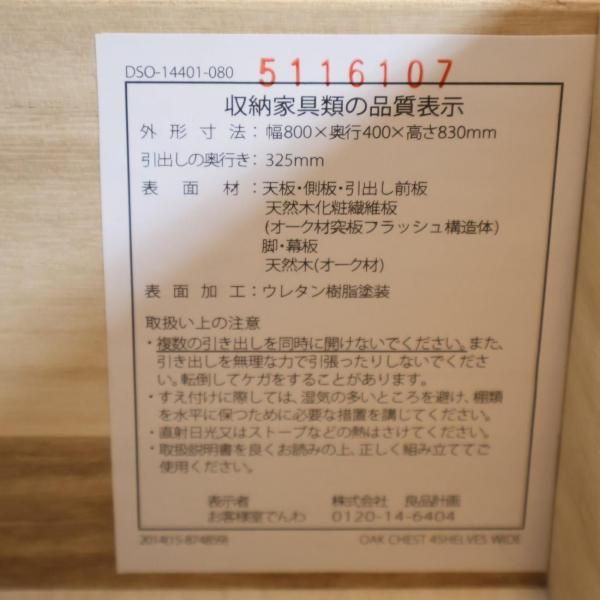 DSO-14401-080 5116107
収納家具類の品質表示
外形寸法：幅800×奥行400×高さ830mm
引出しの奥行き：325mm
表面材：天板・側板・引出し前板
天然木化粧繊維板
(オーク材突板フラッシュ構造体)
脚・幕板
天然木(オーク材)
表面加工：ウレタン樹脂塗装
取扱い上の注意
・複数の引き出しを同時に開けないでください。また、
引き出しを無理な力で引張ったりしないでくださ
い。転倒してケガをすることがあります。
・すえ付けに際しては、湿気の多いところを避け、棚類
を水平に保つために必要な措置を講じてください。
・直射日光又はストーブなどの熱はさけてください。
・取扱説明書を良くお読みの上、正しく組み立ててご
使用ください。
表示者 株式会社 良品計画
お客様室でんわ 0120-14-6404
OAK CHEST 4SHELVES WIDE